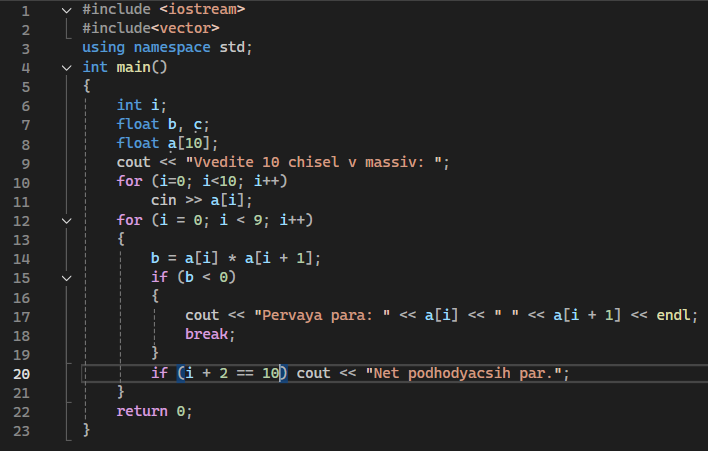 1 #include <iostream>
2 #include<vector>
3 using namespace std;
4 int main()
5 {
6 int i;
7 float b, c;
8 float a[10];
9 cout << "Vvedite 10 chisel v massiv: ";
10 for (i=0; i<10; i++)
11 cin >> a[i];
12 for (i = 0; i < 9; i++)
13 {
14 b = a[i] * a[i + 1];
15 if (b < 0)
16 {
17 cout << "Pervaya para: " << a[i] << " " << a[i + 1] << endl;
18 break;
19 }
20 if (i + 2 == 10) cout << "Net podhodyacsih par.";
21 }
22 return 0;
23 }